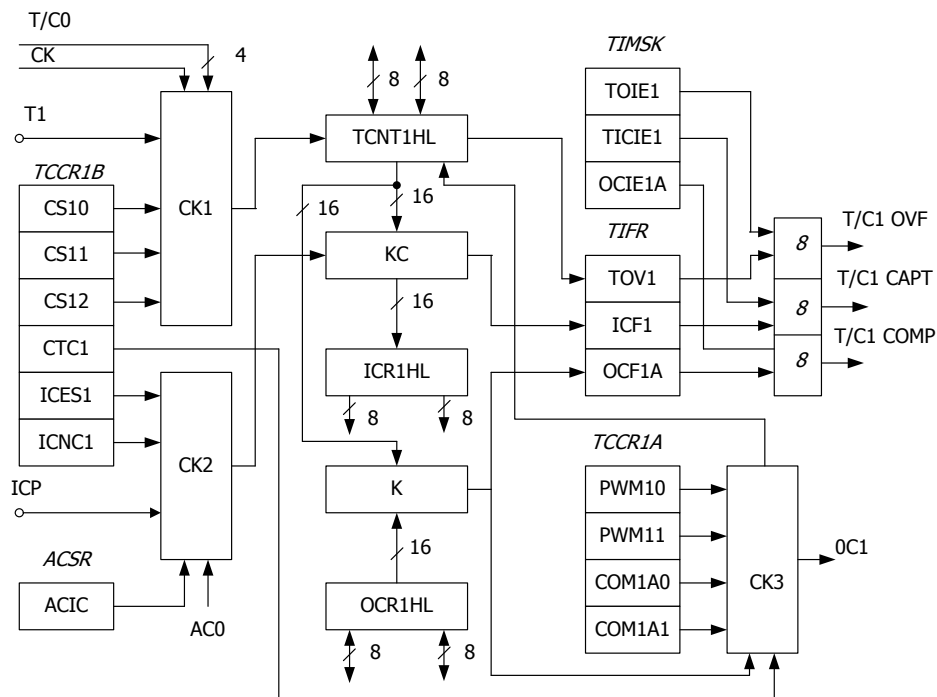 T/C0
CK
4
T1
TCCR1B
CS10
CS11
CS12
CTC1
ICES1
ICNC1
CK1
CK2
ICP
ACSR
ACIC
AC0
8
8
TCNT1HL
16
16
KC
16
ICR1HL
8
8
K
16
OCR1HL
8
8
TIMSK
TOIE1
TICIE1
OCIE1A
TIFR
TOV1
ICF1
OCF1A
8
8
8
T/C1 OVF
T/C1 CAPT
T/C1 COMP
TCCR1A
PWM10
PWM11
COM1A0
COM1A1
CK3
0C1